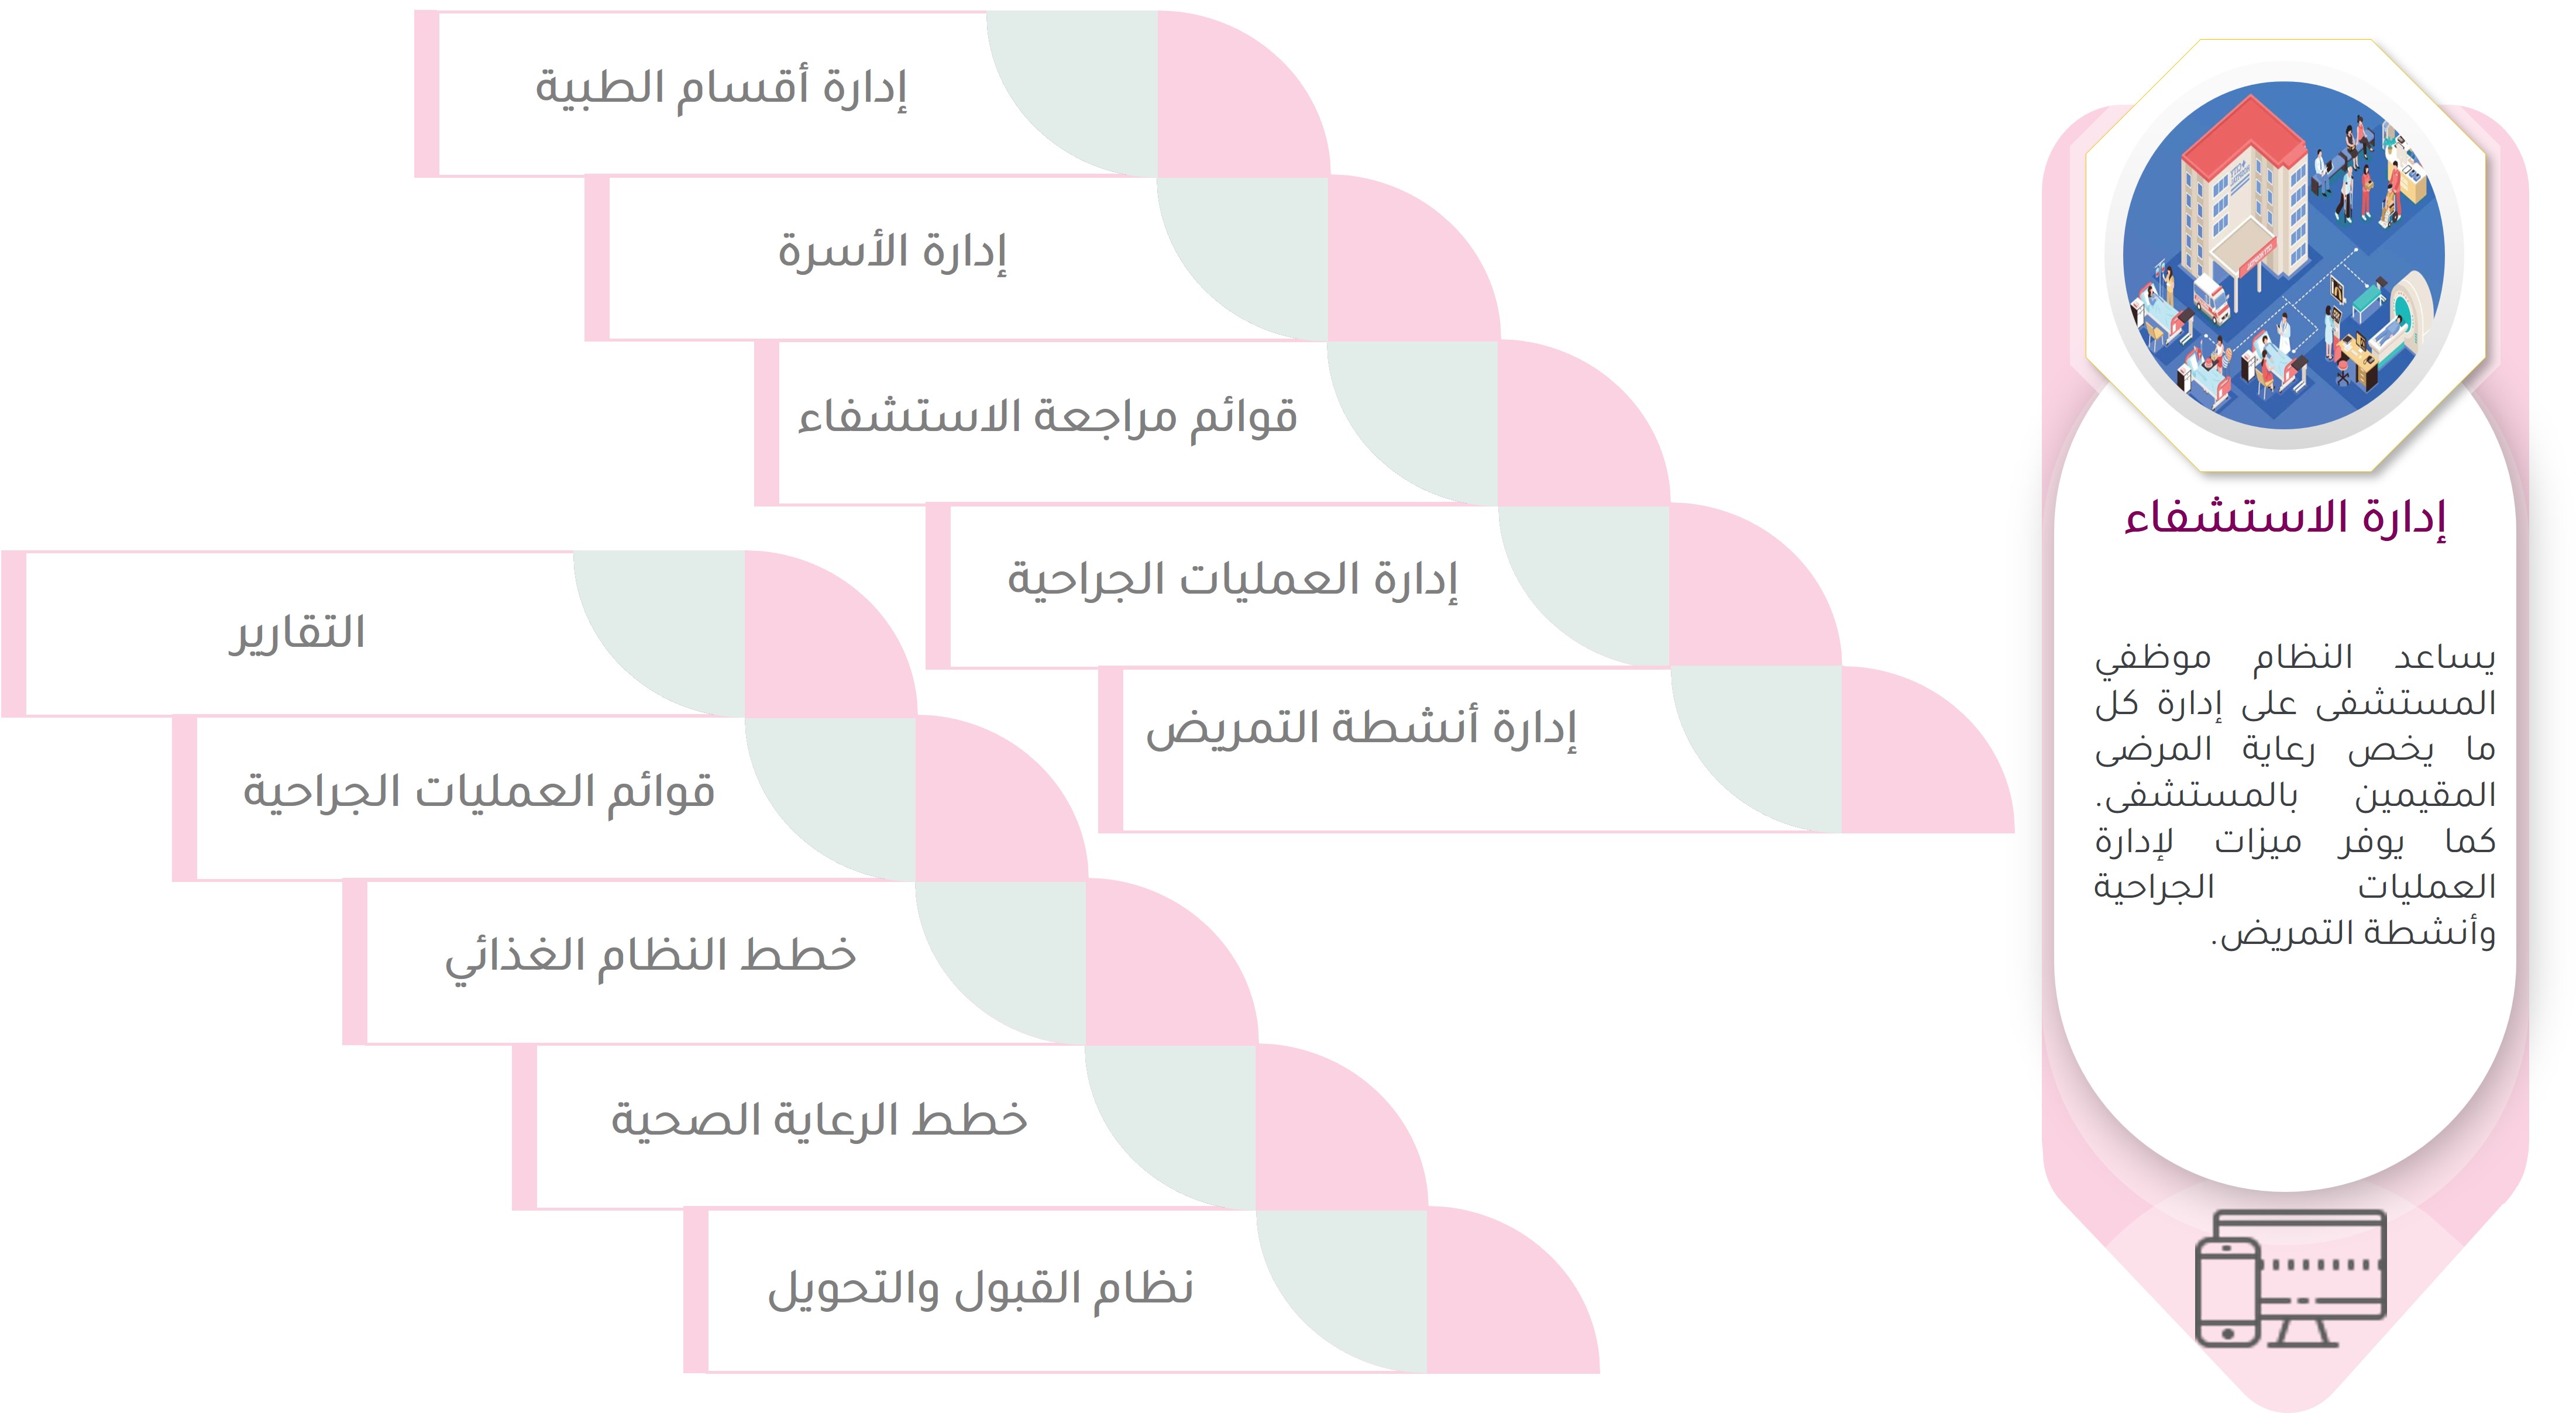 إدارة الاستشفاء
يساعد النظام موظفي
المستشفى على إدارة كل
ما يخص رعاية المرضى
المقيمين بالمستشفى.
كما يوفر ميزات لإدارة
العمليات الجراحية
وأنشطة التمريض.
إدارة أقسام الطبية
إدارة الأسرة
قوائم مراجعة الاستشفاء
إدارة العمليات الجراحية
إدارة أنشطة التمريض
التقارير
قوائم العمليات الجراحية
خطط النظام الغذائي
خطط الرعاية الصحية
نظام القبول والتحويل